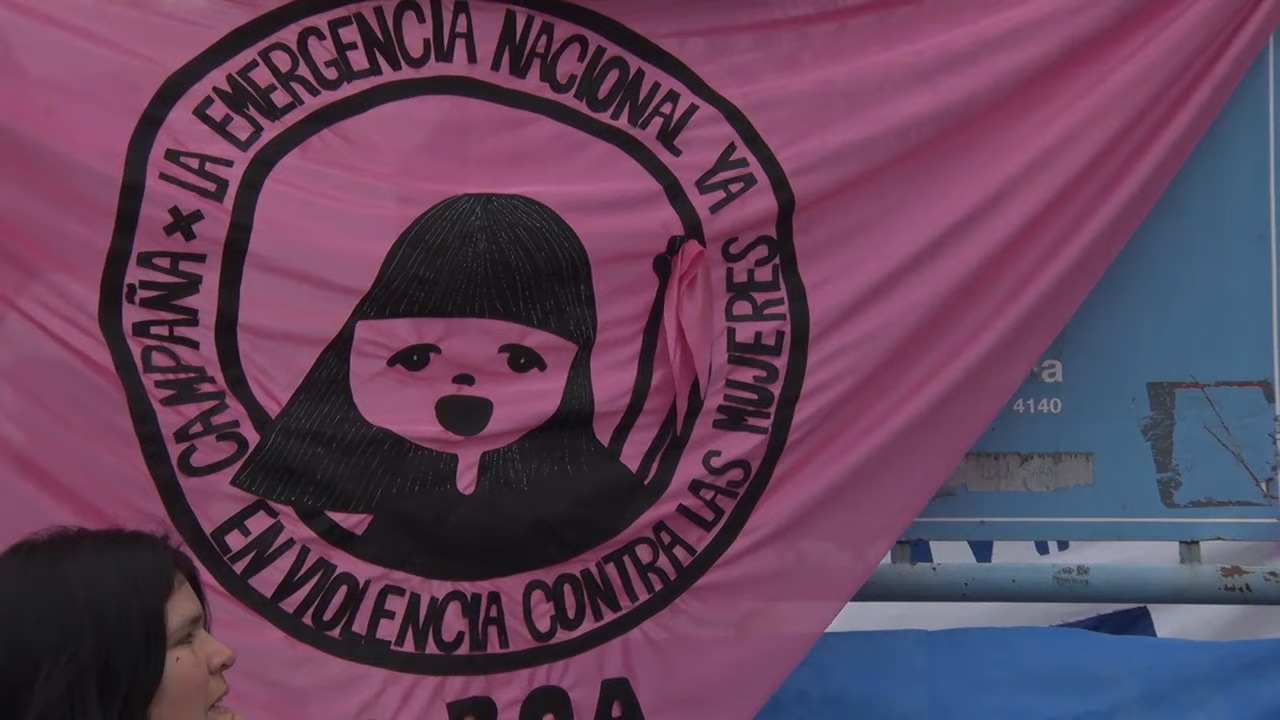 CAMPAÑA X LA EMERGENCIA NACIONAL YA
EN VIOLENCIA CONTRA LAS MUJERES
4140